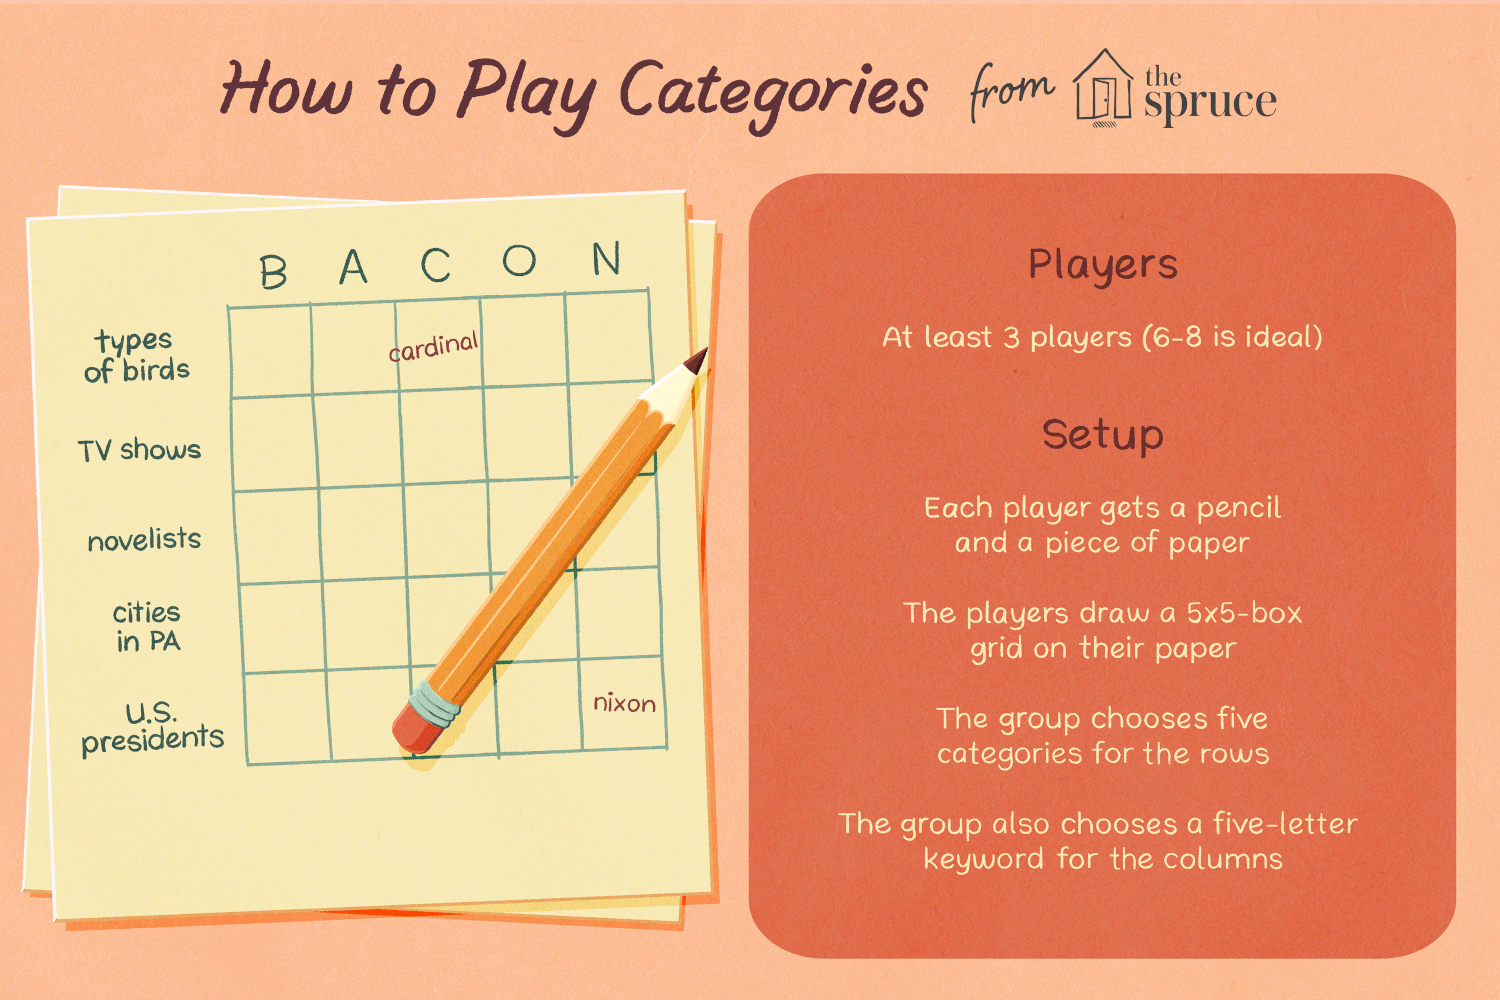 How to Play Categories from the spruce
B A C O N
types
of birds
cardinal
TV shows
novelists
cities
in PA
U.S.
presidents
nixon
Players
At least 3 players (6-8 is ideal)
Setup
Each player gets a pencil
and a piece of paper
The players draw a 5x5-box
grid on their paper
The group chooses five
categories for the rows
The group also chooses a five-letter
keyword for the columns